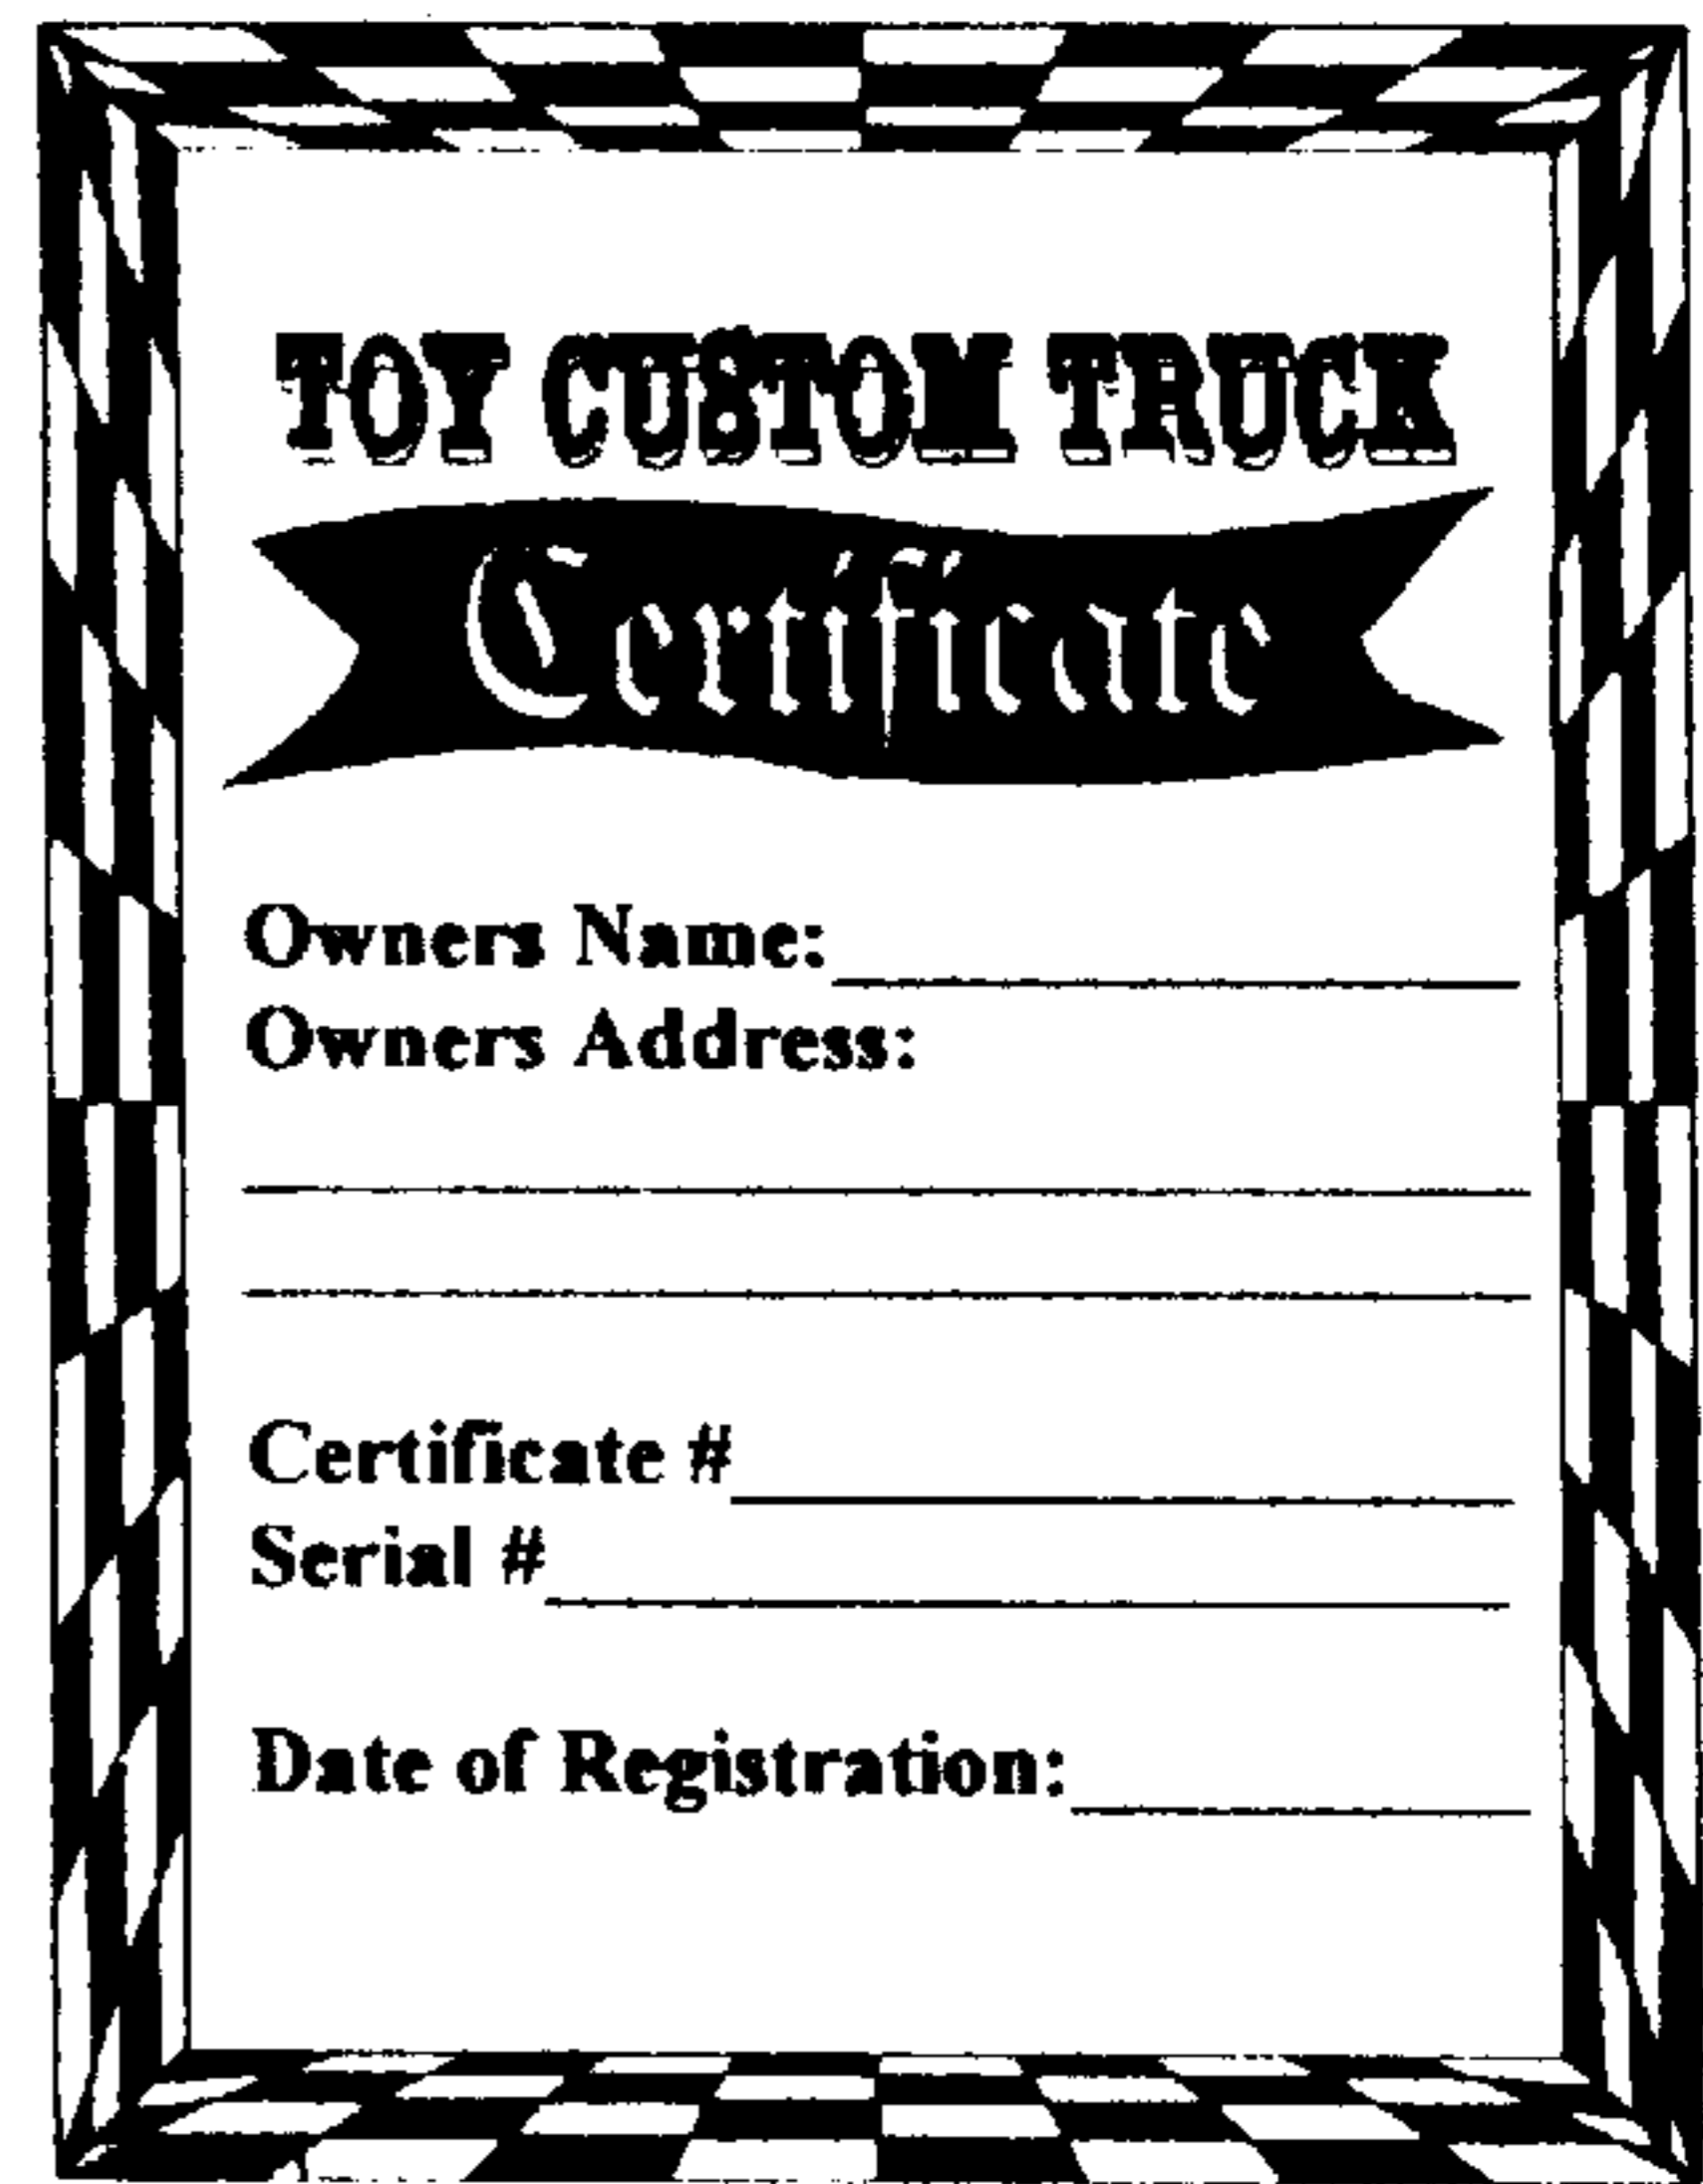 TOY CUSTOM TRUCK
Certificate
Owners Name:
Owners Address:
Certificate #
Serial #
Date of Registration: